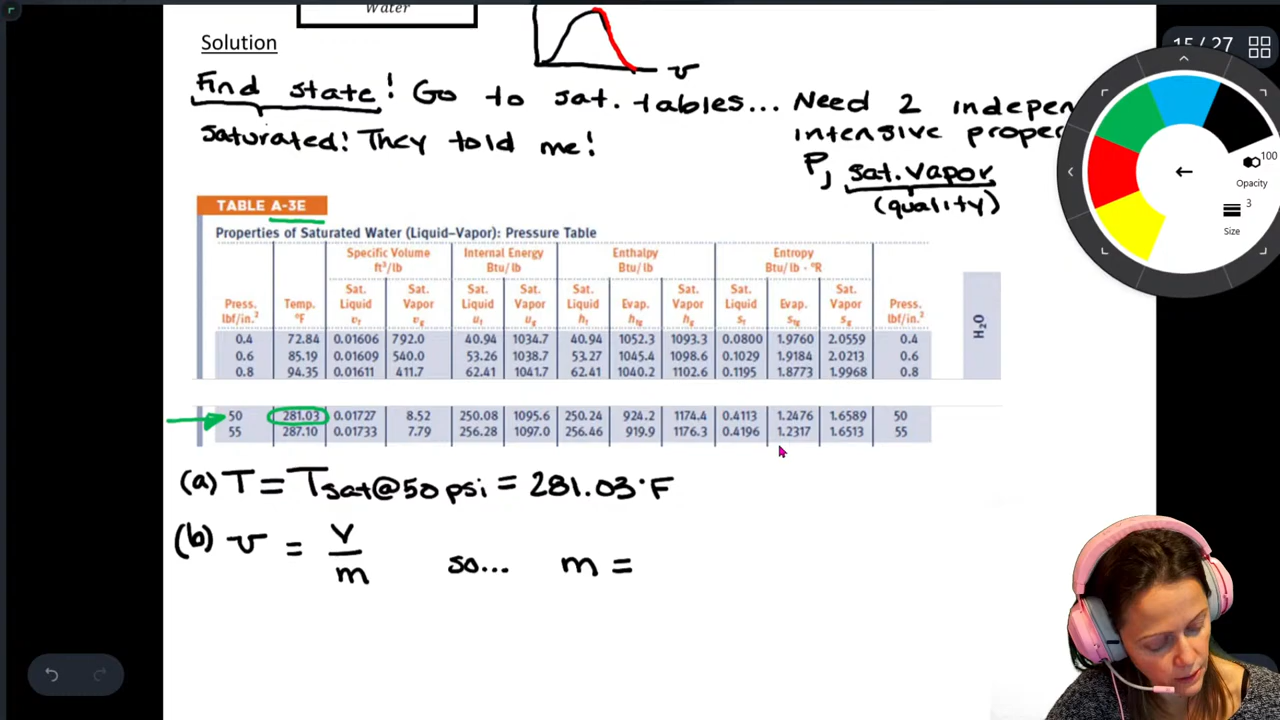 Water
Solution
v
15/27
Find state! Go to sat. tables... Need 2 indepen
saturated! They told me! intensive proper
P, sat. vapor
(quality)
100
Opacity
3
Size
TABLE A-3E
Properties of Saturated Water (Liquid–Vapor): Pressure Table
Specific Volume Internal Energy Enthalpy Entropy
ft³/lb Btu/lb Btu/lb Btu/lb · °R
Sat. Sat. Sat. Sat. Sat. Sat. Sat. Sat.
Press. Temp. Liquid Vapor Liquid Vapor Liquid Evap. Vapor Liquid Evap. Vapor Press.
lbf/in.² °F vf vg uf ug hf hfg hg sf sfg sg lbf/in.²
H₂O
0.4 72.84 0.01606 792.0 40.94 1034.7 40.94 1052.3 1093.3 0.0800 1.9760 2.0559 0.4
0.6 85.19 0.01609 540.0 53.26 1038.7 53.27 1045.4 1098.6 0.1029 1.9184 2.0213 0.6
0.8 94.35 0.01611 411.7 62.41 1041.7 62.41 1040.2 1102.6 0.1195 1.8773 1.9968 0.8
50 281.03 0.01727 8.52 250.08 1095.6 250.24 924.2 1174.4 0.4113 1.2476 1.6589 50
55 287.10 0.01733 7.79 256.28 1097.0 256.46 919.9 1176.3 0.4196 1.2317 1.6513 55
(a) T = Tsat@50 psi = 281.03°F
(b) v = V/m so... m =